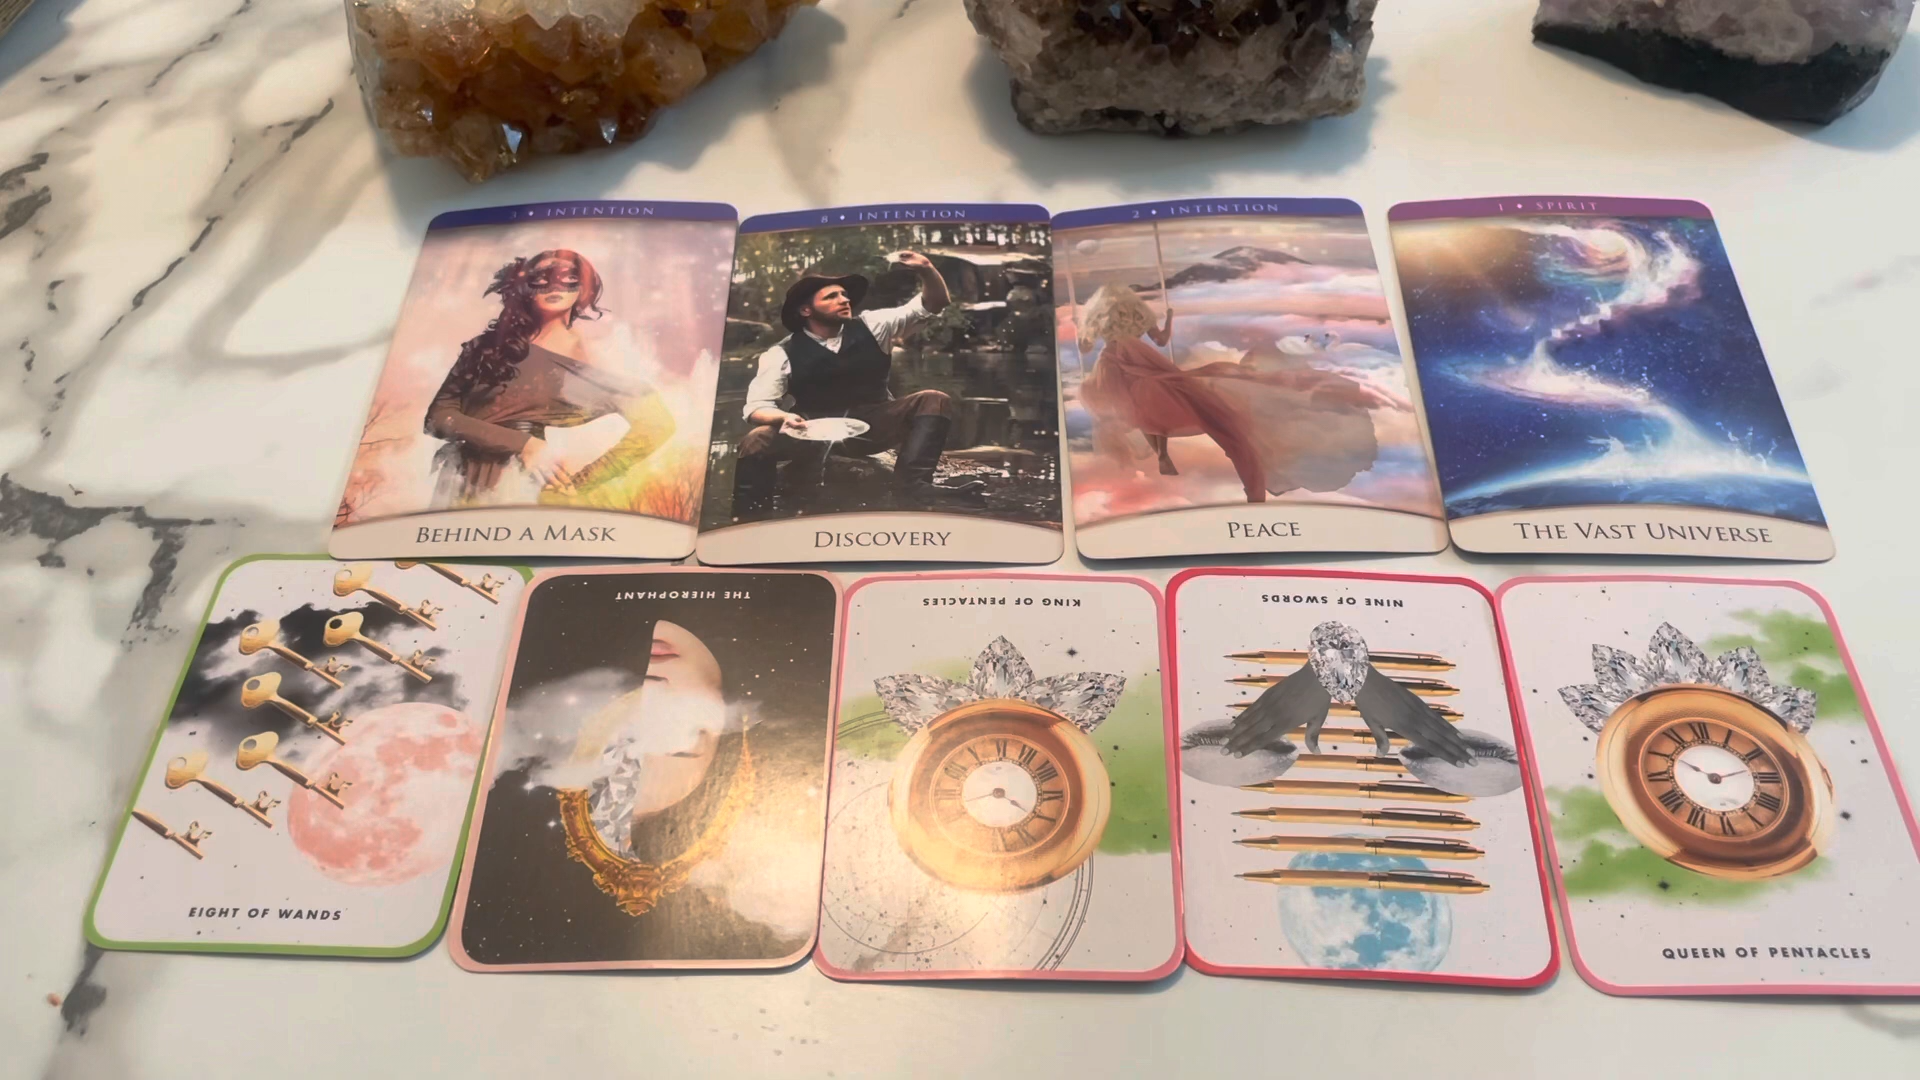 3 • INTENTION
8 • INTENTION
2 • INTENTION
1 • SPIRIT
BEHIND A MASK
DISCOVERY
PEACE
THE VAST UNIVERSE
THE HIEROPHANT
KING OF PENTACLES
NINE OF SWORDS
EIGHT OF WANDS
QUEEN OF PENTACLES